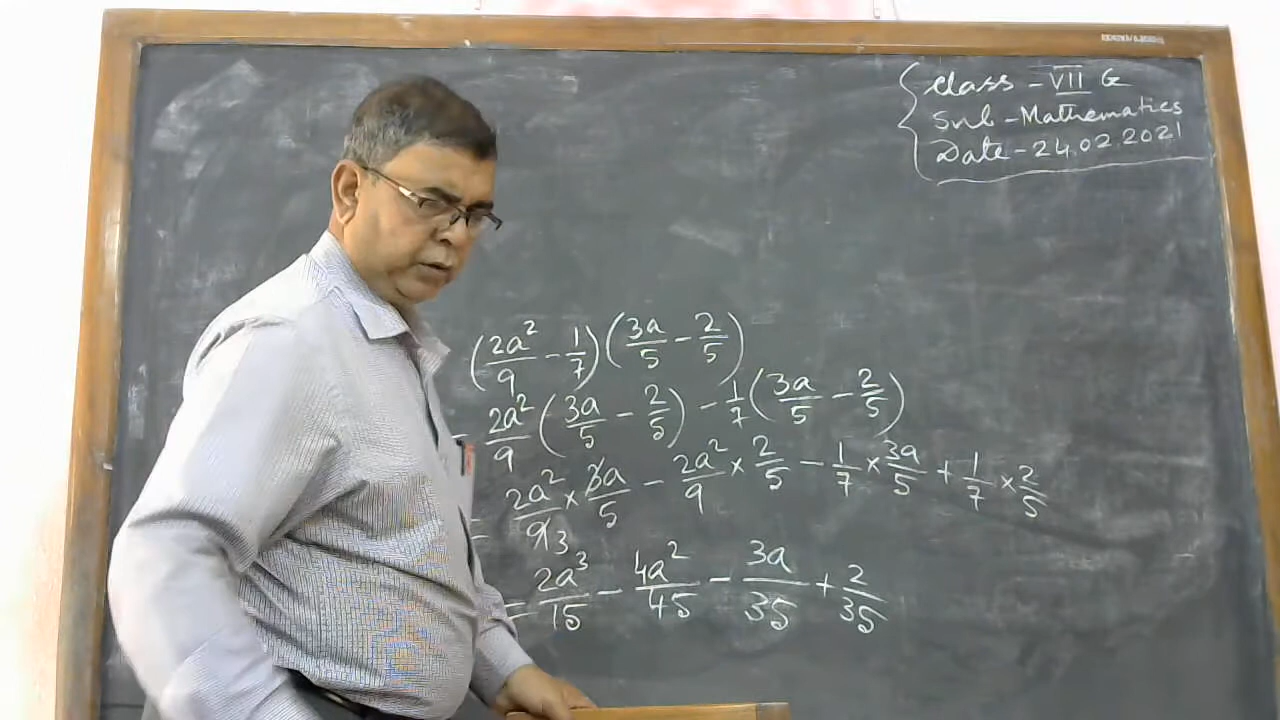 Class - VII G
Sub - Mathematics
Date - 24.02.2021
(2a²/9 - 1/7)(3a/5 - 2/5)
= 2a²/9(3a/5 - 2/5) - 1/7(3a/5 - 2/5)
= 2a²/9 3 × 3a/5 - 2a²/9 × 2/5 - 1/7 × 3a/5 + 1/7 × 2/5
= 2a³/15 - 4a²/45 - 3a/35 + 2/35